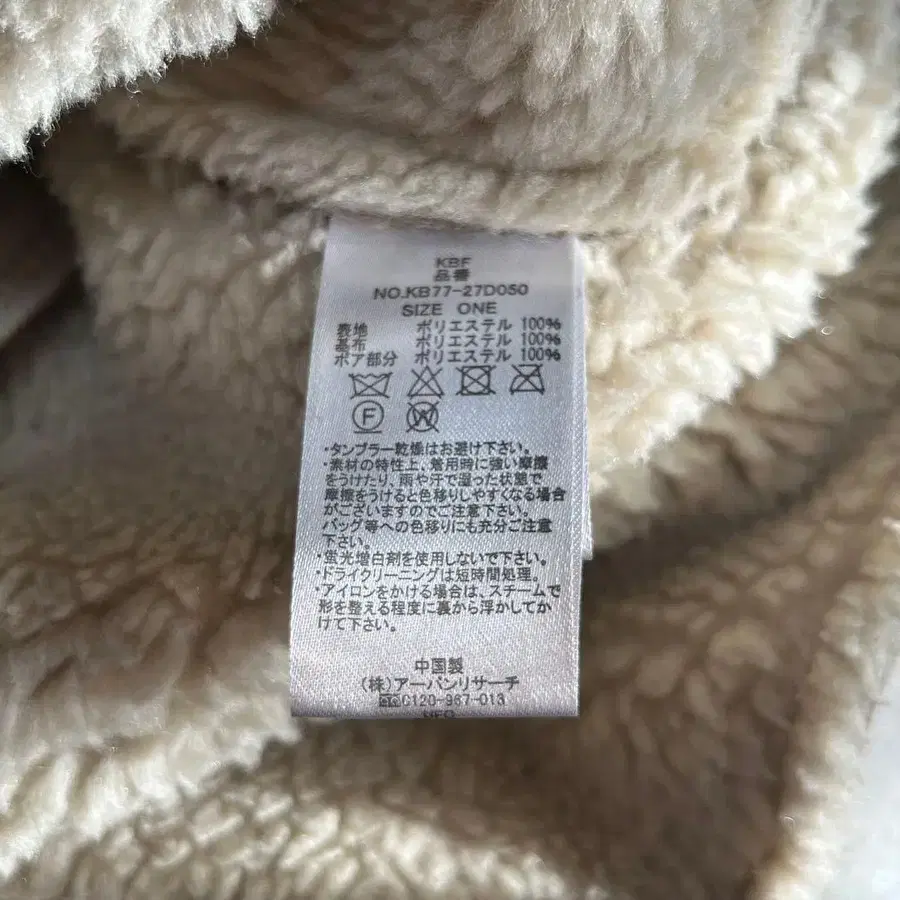 KBF
品番
NO.KB77-27D050
SIZE ONE
表地 ポリエステル 100%
基布 ポリエステル 100%
ボア部分 ポリエステル 100%
F W
・タンブラー乾燥はお避け下さい。
・素材の特性上、着用時に強い摩擦
をうけたり、雨や汗で湿った状態で
摩擦をうけると色移りしやすくなる場合
がございますのでご注意下さい。
バッグ等への色移りにも充分ご注意
下さい。
・蛍光増白剤を使用しないで下さい。
・ドライクリーニングは短時間処理。
・アイロンをかける場合は、スチームで
形を整える程度に裏から浮かしてか
けて下さい。
中国製
(株)アーバンリサーチ
0120-967-013